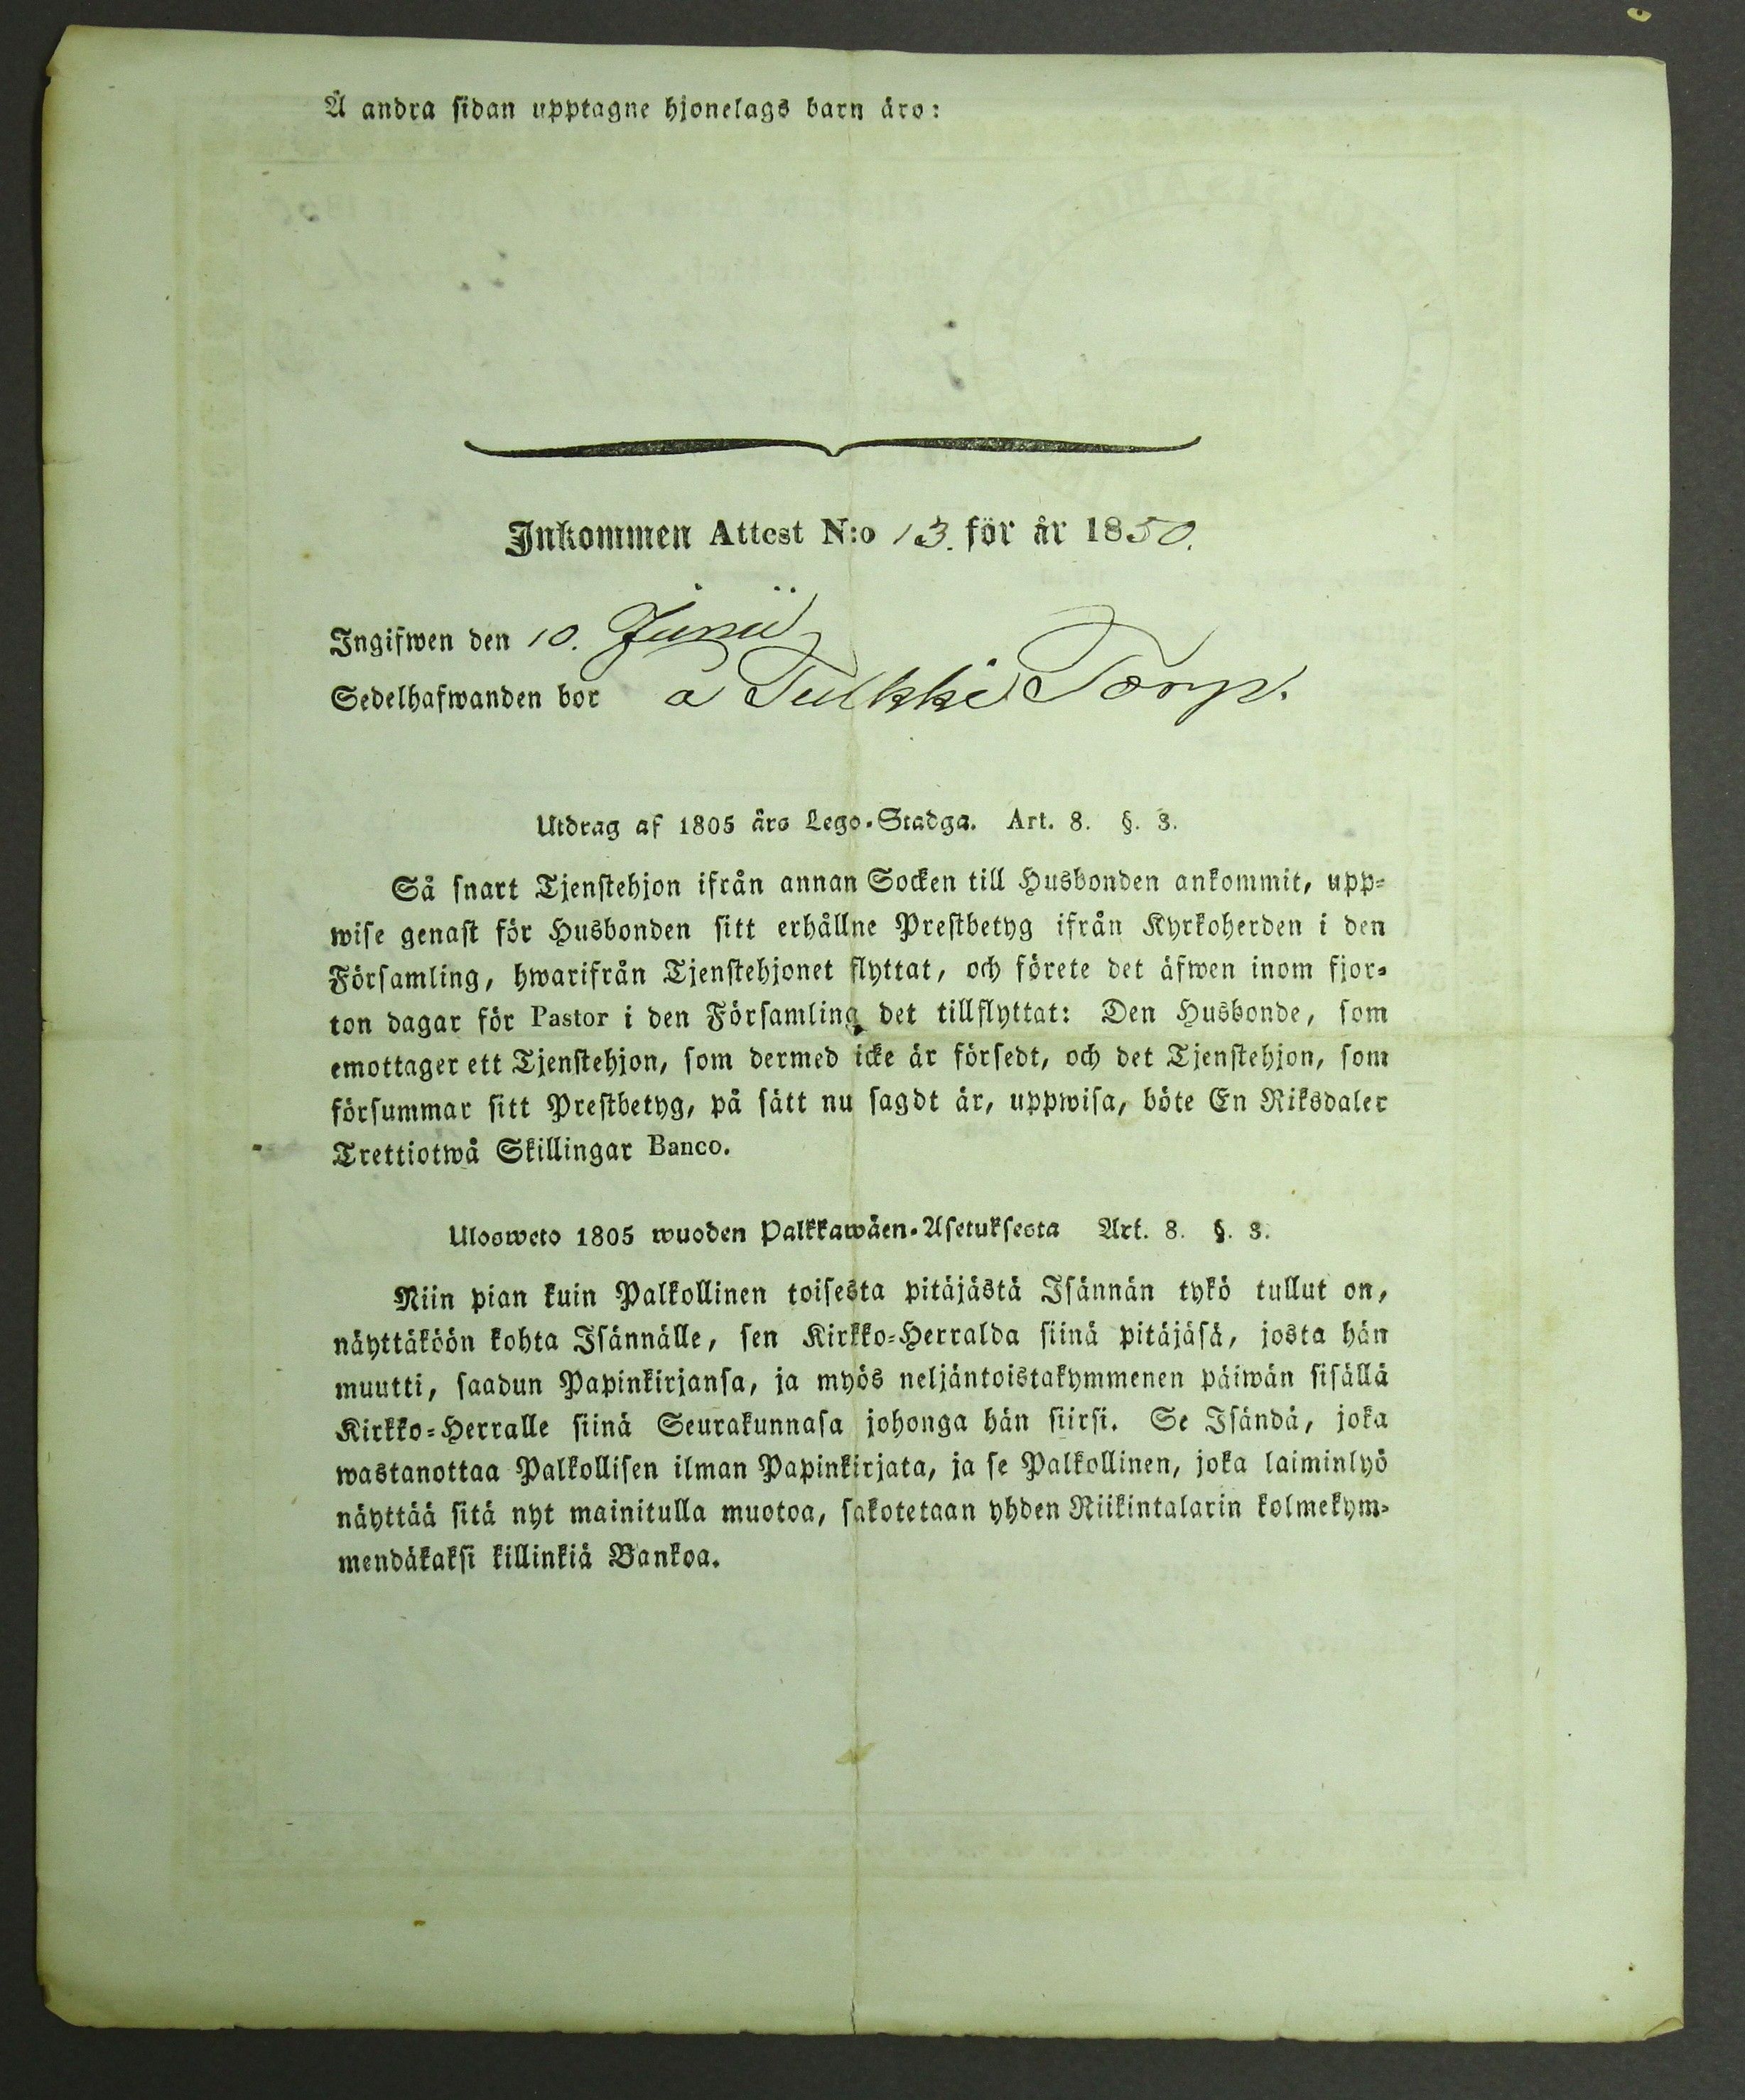 Å andra sidan upptagne hjonelags barn äro:
Inkommen Attest N:o 13. för år 1850.
Ingifwen den 10. Junii
Sedelhafwanden bor å Tulkki Torp.
Utdrag af 1805 års Lego-Stadga. Art. 8. §. 3.
Så snart Tjenstehjon ifrån annan Socken till Husbonden ankommit, upp-
wise genast för Husbonden sitt erhållne Prestbetyg ifrån Kyrkoherden i den
Församling, hwarifrån Tjenstehjonet flyttat, och förete det äfwen inom fjor-
ton dagar för Pastor i den Församling det tillflyttat: Den Husbonde, som
emottager ett Tjenstehjon, som dermed icke är försedt, och det Tjenstehjon, som
försummar sitt Prestbetyg, på sätt nu sagdt är, uppwisa, böte En Riksdaler
Trettiotwå Skillingar Banco.
Ulosweto 1805 wuoden Palkkawäen-Asetuksesta Art. 8. §. 3.
Niin pian kuin Palkollinen toisesta pitäjästä Isännän tykö tullut on,
näyttäköön kohta Isännälle, sen Kirkko-Herralda siinä pitäjäsä, josta hän
muutti, saadun Papinkirjansa, ja myös neljäntoistakymmenen päiwän sisällä
Kirkko-Herralle siinä Seurakunnasa johonga hän siirsi. Se Isändä, joka
wastanottaa Palkollisen ilman Papinkirjata, ja se Palkollinen, joka laiminlyö
näyttää sitä nyt mainitulla muotoa, sakotetaan yhden Riikintalarin kolmekym-
mendäkaksi killinkiä Bankoa.